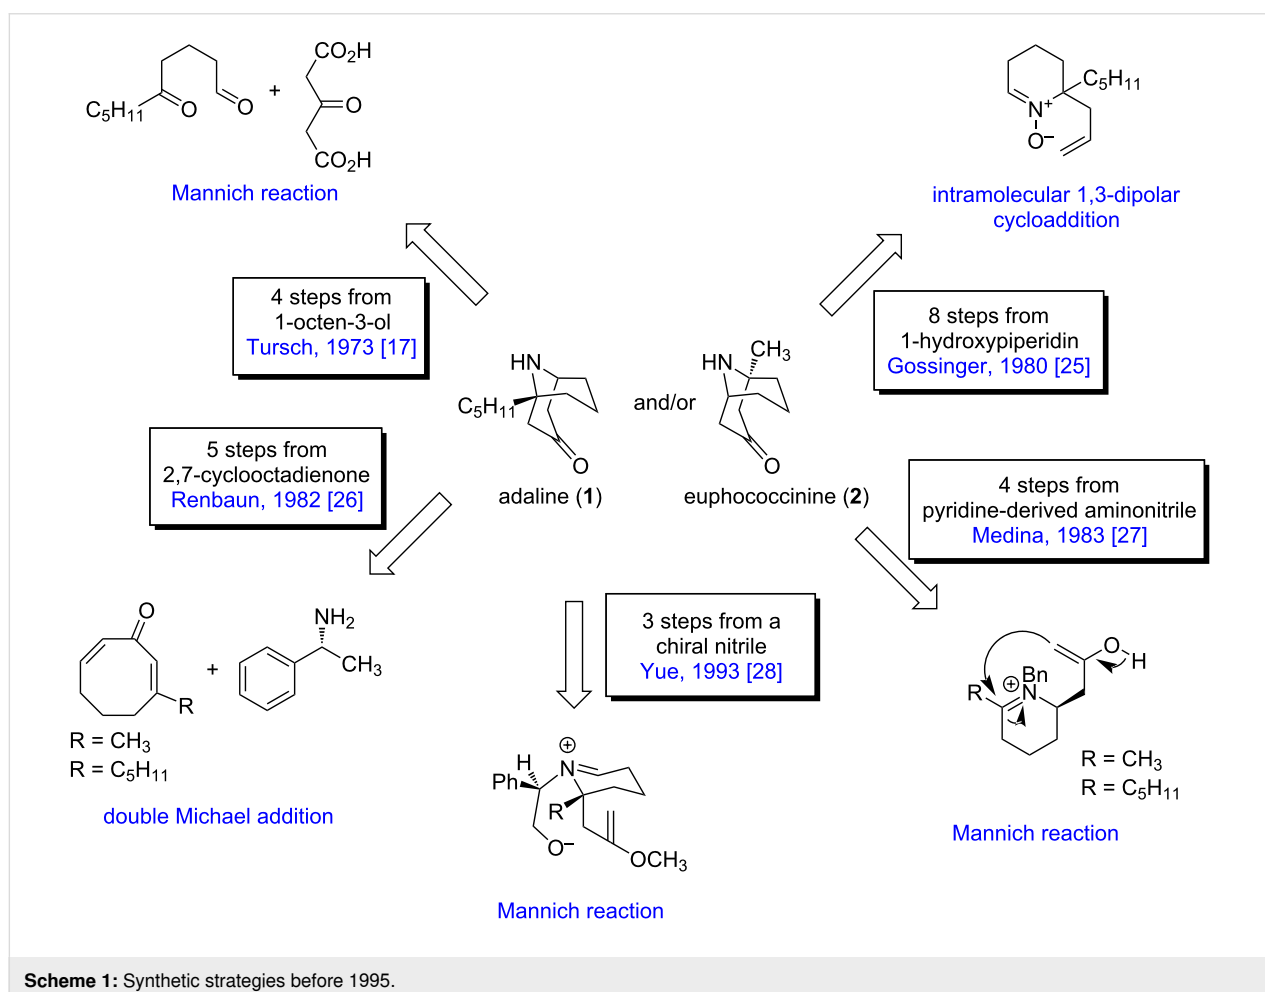 CO₂H
C₅H₁₁
O
O
+
O
CO₂H
Mannich reaction
C₅H₁₁
N⁺
O⁻
intramolecular 1,3-dipolar
cycloaddition
4 steps from
1-octen-3-ol
Tursch, 1973 [17]
8 steps from
1-hydroxypiperidin
Gossinger, 1980 [25]
HN
C₅H₁₁
O
adaline (1)
and/or
HN
CH₃
O
euphococcinine (2)
5 steps from
2,7-cyclooctadienone
Renbaun, 1982 [26]
4 steps from
pyridine-derived aminonitrile
Medina, 1983 [27]
3 steps from a
chiral nitrile
Yue, 1993 [28]
O
R
+
NH₂
CH₃
R = CH₃
R = C₅H₁₁
double Michael addition
H
Ph
N
+
R
O⁻
OCH₃
Mannich reaction
O
H
Bn
+
N
R
R = CH₃
R = C₅H₁₁
Mannich reaction
Scheme 1: Synthetic strategies before 1995.